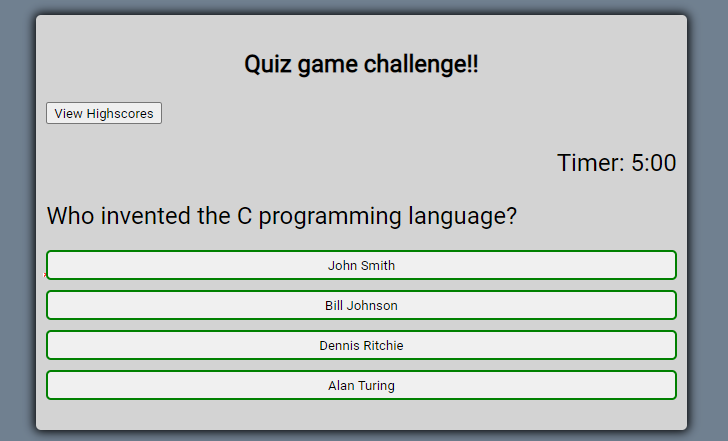 Quiz game challenge!!
View Highscores
Timer: 5:00
Who invented the C programming language?
John Smith
Bill Johnson
Dennis Ritchie
Alan Turing